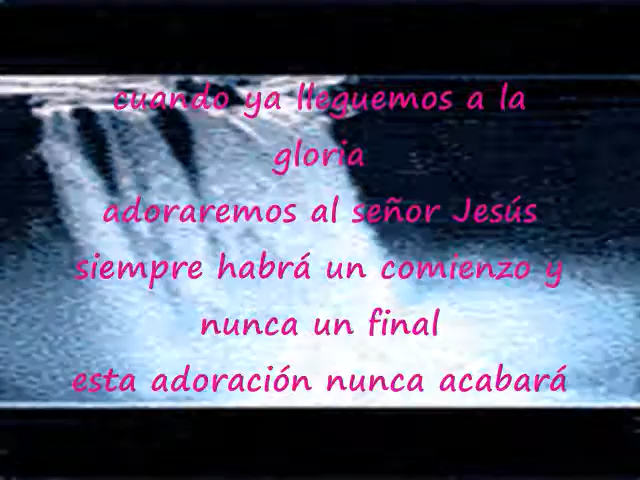 cuando ya lleguemos a la
gloria
adoraremos al señor Jesús
siempre habrá un comienzo y
nunca un final
esta adoración nunca acabará